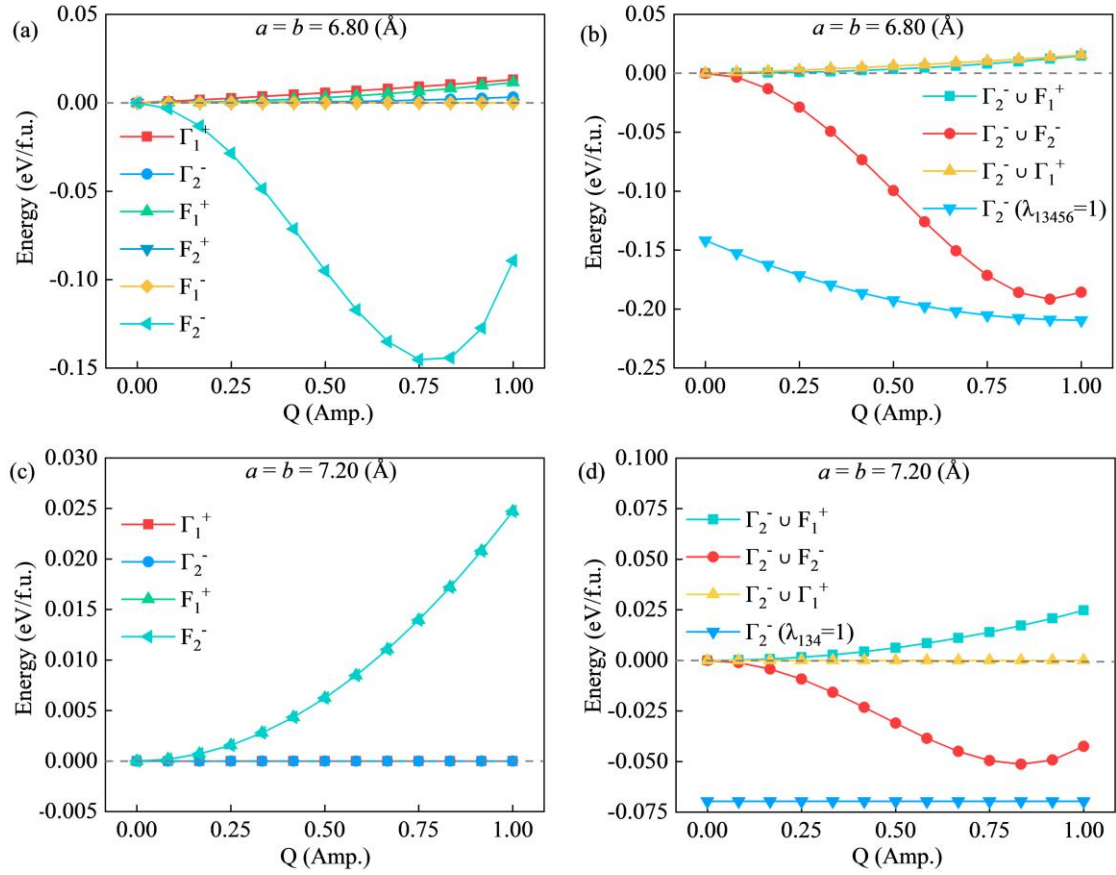 (a)
a = b = 6.80 (Å)
0.05
0.00
-0.05
-0.10
-0.15
Energy (eV/f.u.)
Γ₁⁺
Γ₂⁻
F₁⁺
F₂⁺
F₁⁻
F₂⁻
0.00 0.25 0.50 0.75 1.00
Q (Amp.)
(b)
a = b = 6.80 (Å)
0.05
0.00
-0.05
-0.10
-0.15
-0.20
-0.25
Energy (eV/f.u.)
Γ₂⁻ ∪ F₁⁺
Γ₂⁻ ∪ F₂⁻
Γ₂⁻ ∪ Γ₁⁺
Γ₂⁻ (λ₁₃₄₅₆=1)
0.00 0.25 0.50 0.75 1.00
Q (Amp.)
(c)
a = b = 7.20 (Å)
0.030
0.025
0.020
0.015
0.010
0.005
0.000
-0.005
Energy (eV/f.u.)
Γ₁⁺
Γ₂⁻
F₁⁺
F₂⁻
0.00 0.25 0.50 0.75 1.00
Q (Amp.)
(d)
a = b = 7.20 (Å)
0.100
0.075
0.050
0.025
0.000
-0.025
-0.050
-0.075
Energy (eV/f.u.)
Γ₂⁻ ∪ F₁⁺
Γ₂⁻ ∪ F₂⁻
Γ₂⁻ ∪ Γ₁⁺
Γ₂⁻ (λ₁₃₄=1)
0.00 0.25 0.50 0.75 1.00
Q (Amp.)